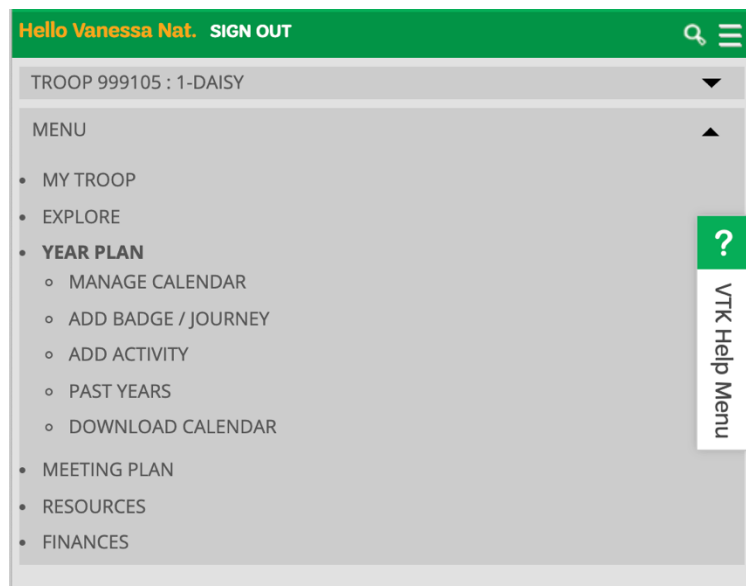 Hello Vanessa Nat. SIGN OUT
TROOP 999105 : 1-DAISY
MENU
MY TROOP
EXPLORE
YEAR PLAN
MANAGE CALENDAR
ADD BADGE / JOURNEY
ADD ACTIVITY
PAST YEARS
DOWNLOAD CALENDAR
MEETING PLAN
RESOURCES
FINANCES
?
VTK Help Menu